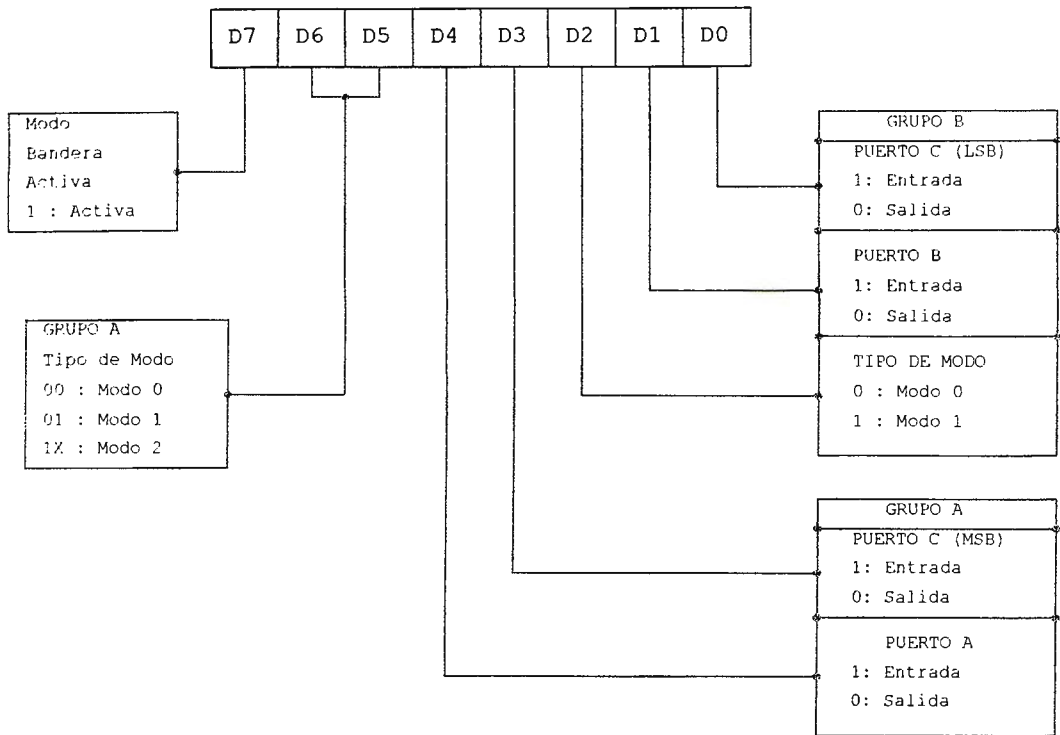 D7 D6 D5 D4 D3 D2 D1 D0
Modo
Bandera
Activa
1 : Activa
GRUPO A
Tipo de Modo
00 : Modo 0
01 : Modo 1
1X : Modo 2
GRUPO B
PUERTO C (LSB)
1: Entrada
0: Salida
PUERTO B
1: Entrada
0: Salida
TIPO DE MODO
0 : Modo 0
1 : Modo 1
GRUPO A
PUERTO C (MSB)
1: Entrada
0: Salida
PUERTO A
1: Entrada
0: Salida